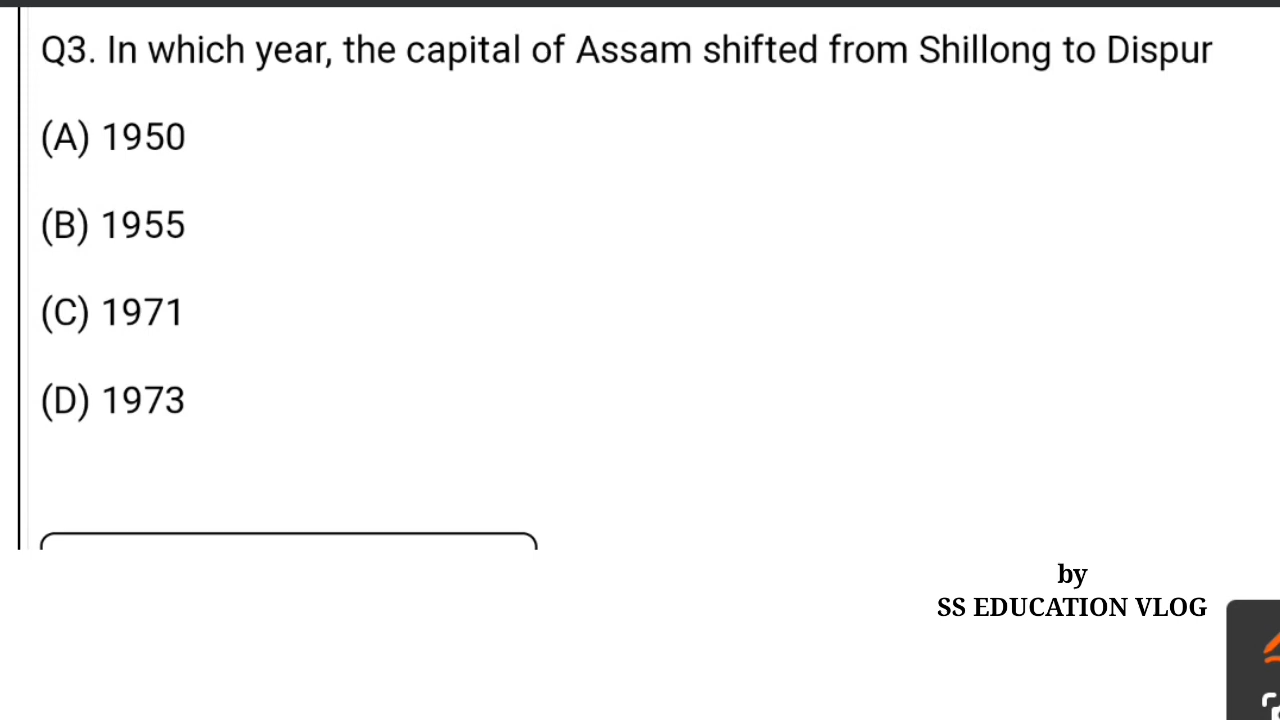 Q3. In which year, the capital of Assam shifted from Shillong to Dispur
(A) 1950
(B) 1955
(C) 1971
(D) 1973
by
SS EDUCATION VLOG